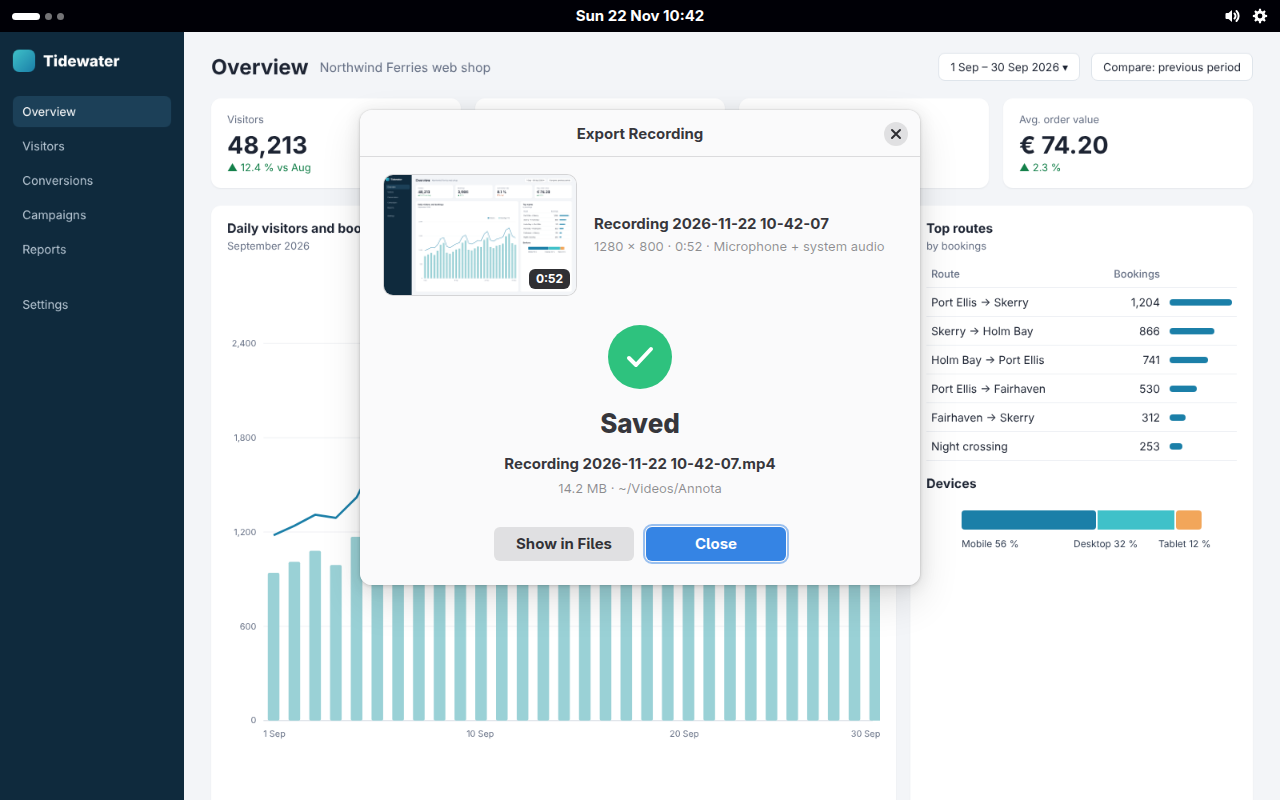 Sun 22 Nov 10:42
Tidewater
Overview
Visitors
Conversions
Campaigns
Reports
Settings
Overview Northwind Ferries web shop
1 Sep – 30 Sep 2026 ▾
Compare: previous period
Visitors
48,213
▲ 12.4 % vs Aug
Avg. order value
€ 74.20
▲ 2.3 %
Daily visitors and boo
September 2026
2,400
1,800
1,200
600
0
1 Sep
10 Sep
20 Sep
30 Sep
Export Recording
0:52
Recording 2026-11-22 10-42-07
1280 × 800 · 0:52 · Microphone + system audio
Saved
Recording 2026-11-22 10-42-07.mp4
14.2 MB · ~/Videos/Annota
Show in Files
Close
Top routes
by bookings
Route Bookings
Port Ellis → Skerry 1,204
Skerry → Holm Bay 866
Holm Bay → Port Ellis 741
Port Ellis → Fairhaven 530
Fairhaven → Skerry 312
Night crossing 253
Devices
Mobile 56 % Desktop 32 % Tablet 12 %